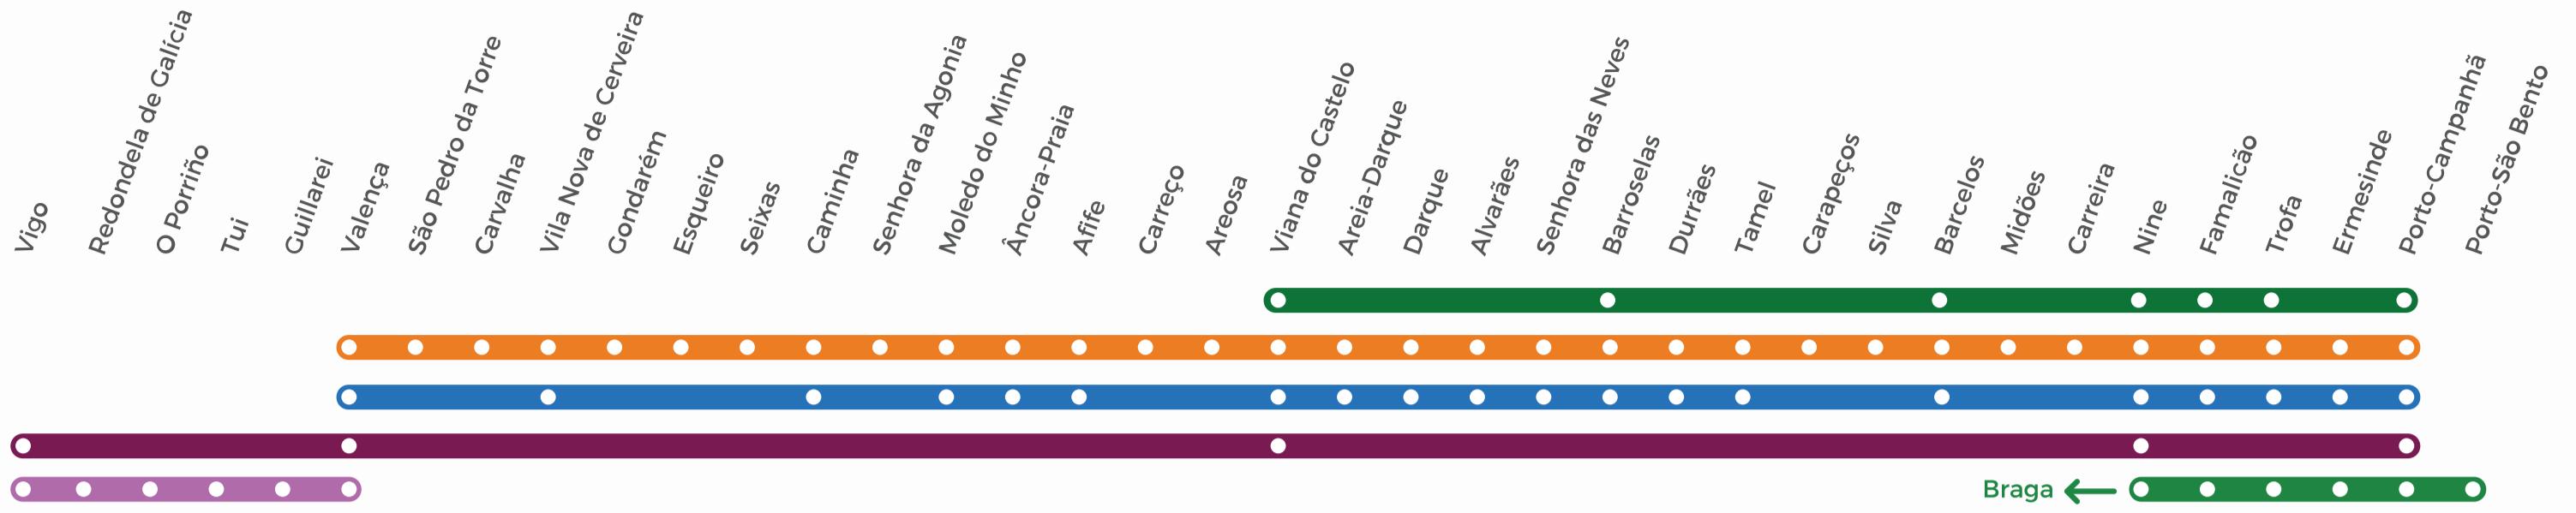 Vigo
Redondela de Galícia
O Porriño
Tui
Guillarei
Valença
São Pedro da Torre
Carvalha
Vila Nova de Cerveira
Gondarém
Esqueiro
Seixas
Caminha
Senhora da Agonia
Moledo do Minho
Âncora-Praia
Afife
Carreço
Areosa
Viana do Castelo
Areia-Darque
Darque
Alvarães
Senhora das Neves
Barroselas
Durrães
Tamel
Carapeços
Silva
Barcelos
Midões
Carreira
Nine
Famalicão
Trofa
Ermesinde
Porto-Campanhã
Porto-São Bento
Braga